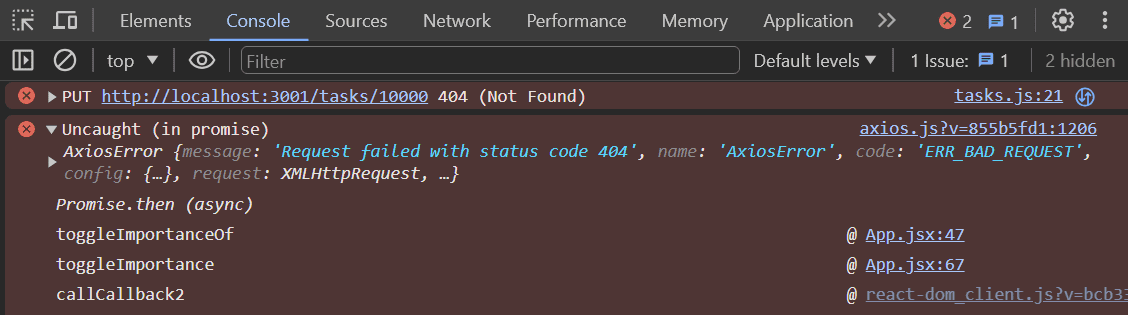 Elements Console Sources Network Performance Memory Application 2 1
top Filter Default levels 1 Issue: 1 2 hidden
PUT http://localhost:3001/tasks/10000 404 (Not Found) tasks.js:21
Uncaught (in promise) axios.js?v=855b5fd1:1206
AxiosError {message: 'Request failed with status code 404', name: 'AxiosError', code: 'ERR_BAD_REQUEST',
config: {…}, request: XMLHttpRequest, …}
Promise.then (async)
toggleImportanceOf @ App.jsx:47
toggleImportance @ App.jsx:67
callCallback2 @ react-dom_client.js?v=bcb33